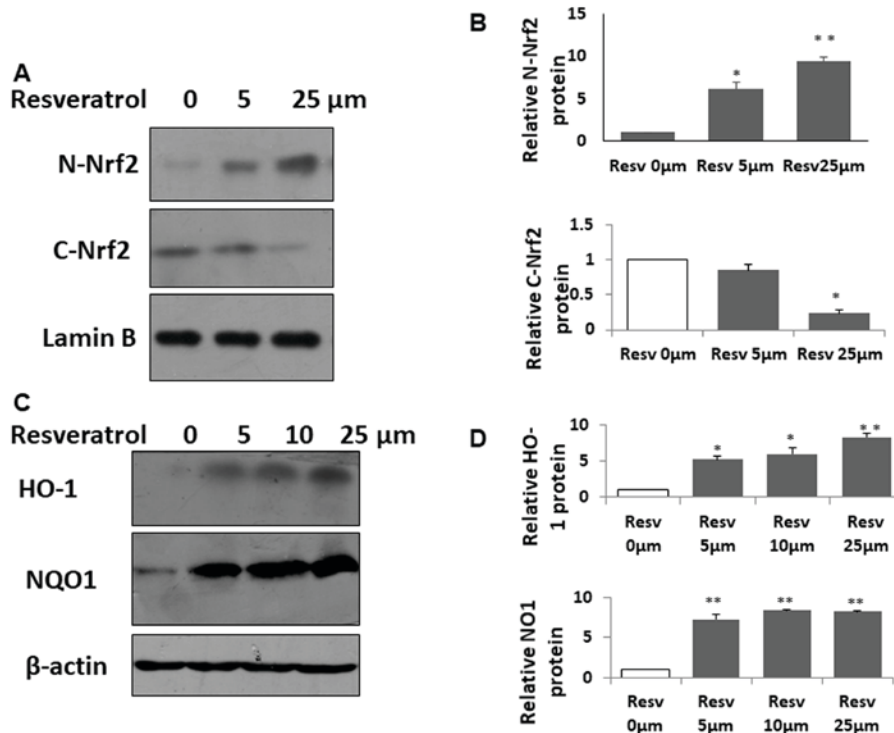 A
Resveratrol 0 5 25 μm
N-Nrf2
C-Nrf2
Lamin B
B
Relative N-Nrf2
protein
15
10
5
0
*
* *
Resv 0μm Resv 5μm Resv25μm
Relative C-Nrf2
protein
1.5
1
0.5
0
*
Resv 0μm Resv 5μm Resv 25μm
C
Resveratrol 0 5 10 25 μm
HO-1
NQO1
β-actin
D
Relative HO-
1 protein
10
5
0
*
*
* *
Resv Resv Resv Resv
0μm 5μm 10μm 25μm
Relative NO1
protein
10
5
0
**
**
**
Resv Resv Resv Resv
0μm 5μm 10μm 25μm